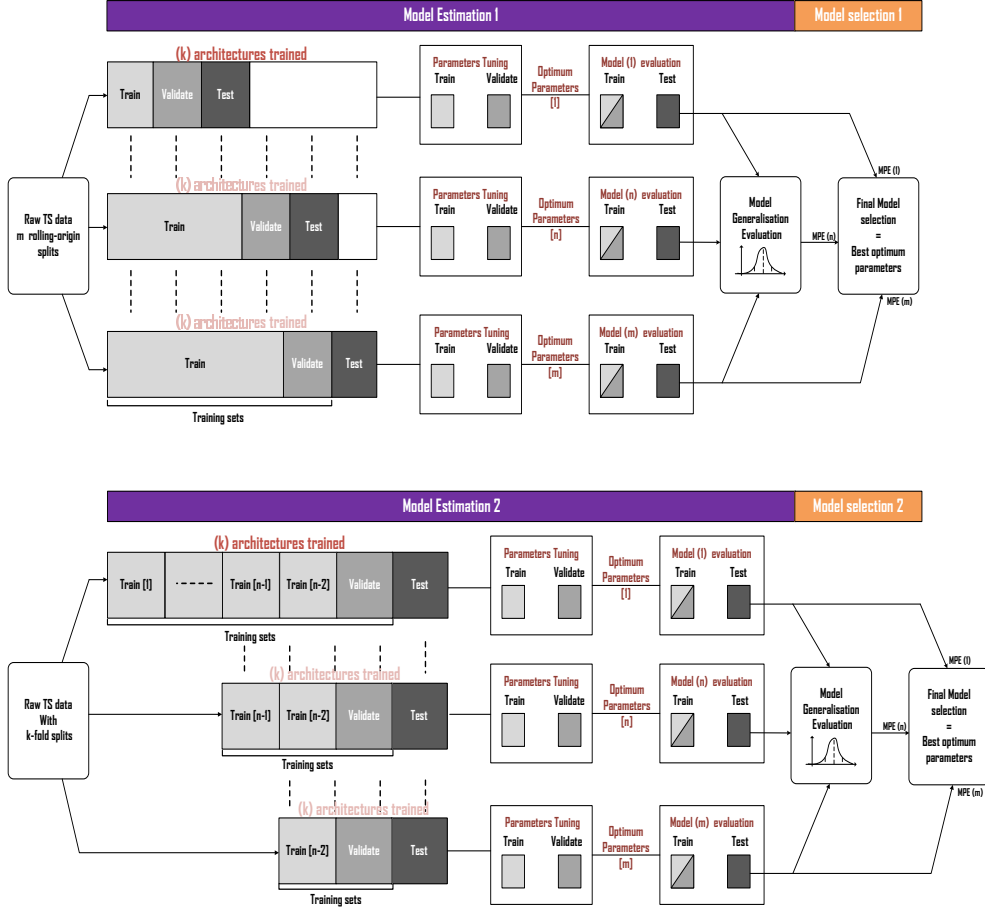 Model Estimation 1
Model selection 1
(k) architectures trained
Train
Validate
Test
Parameters Tuning
Train
Validate
Optimum
Parameters
[1]
Model (1) evaluation
Train
Test
MPE (1)
(k) architectures trained
Raw TS data
m rolling-origin
splits
Train
Validate
Test
Parameters Tuning
Train
Validate
Optimum
Parameters
[n]
Model(n) evaluation
Train
Test
Model
Generalisation
Evaluation
MPE (n)
Final Model
selection
=
Best optimum
parameters
MPE (m)
(k) architectures trained
Train
Validate
Test
Training sets
Parameters Tuning
Train
Validate
Optimum
Parameters
[m]
Model(m) evaluation
Train
Test
Model Estimation 2
Model selection 2
(k) architectures trained
Train [1]
Train [n-1]
Train [n-2]
Validate
Test
Training sets
Parameters Tuning
Train
Validate
Optimum
Parameters
[1]
Model (1) evaluation
Train
Test
MPE (1)
(k) architectures trained
Raw TS data
With
k-fold splits
Train [n-1]
Train [n-2]
Validate
Test
Training sets
Parameters Tuning
Train
Validate
Optimum
Parameters
[n]
Model(n) evaluation
Train
Test
Model
Generalisation
Evaluation
MPE (n)
Final Model
selection
=
Best optimum
parameters
MPE (m)
(k) architectures trained
Train [n-2]
Validate
Test
Training sets
Parameters Tuning
Train
Validate
Optimum
Parameters
[m]
Model (m) evaluation
Train
Test